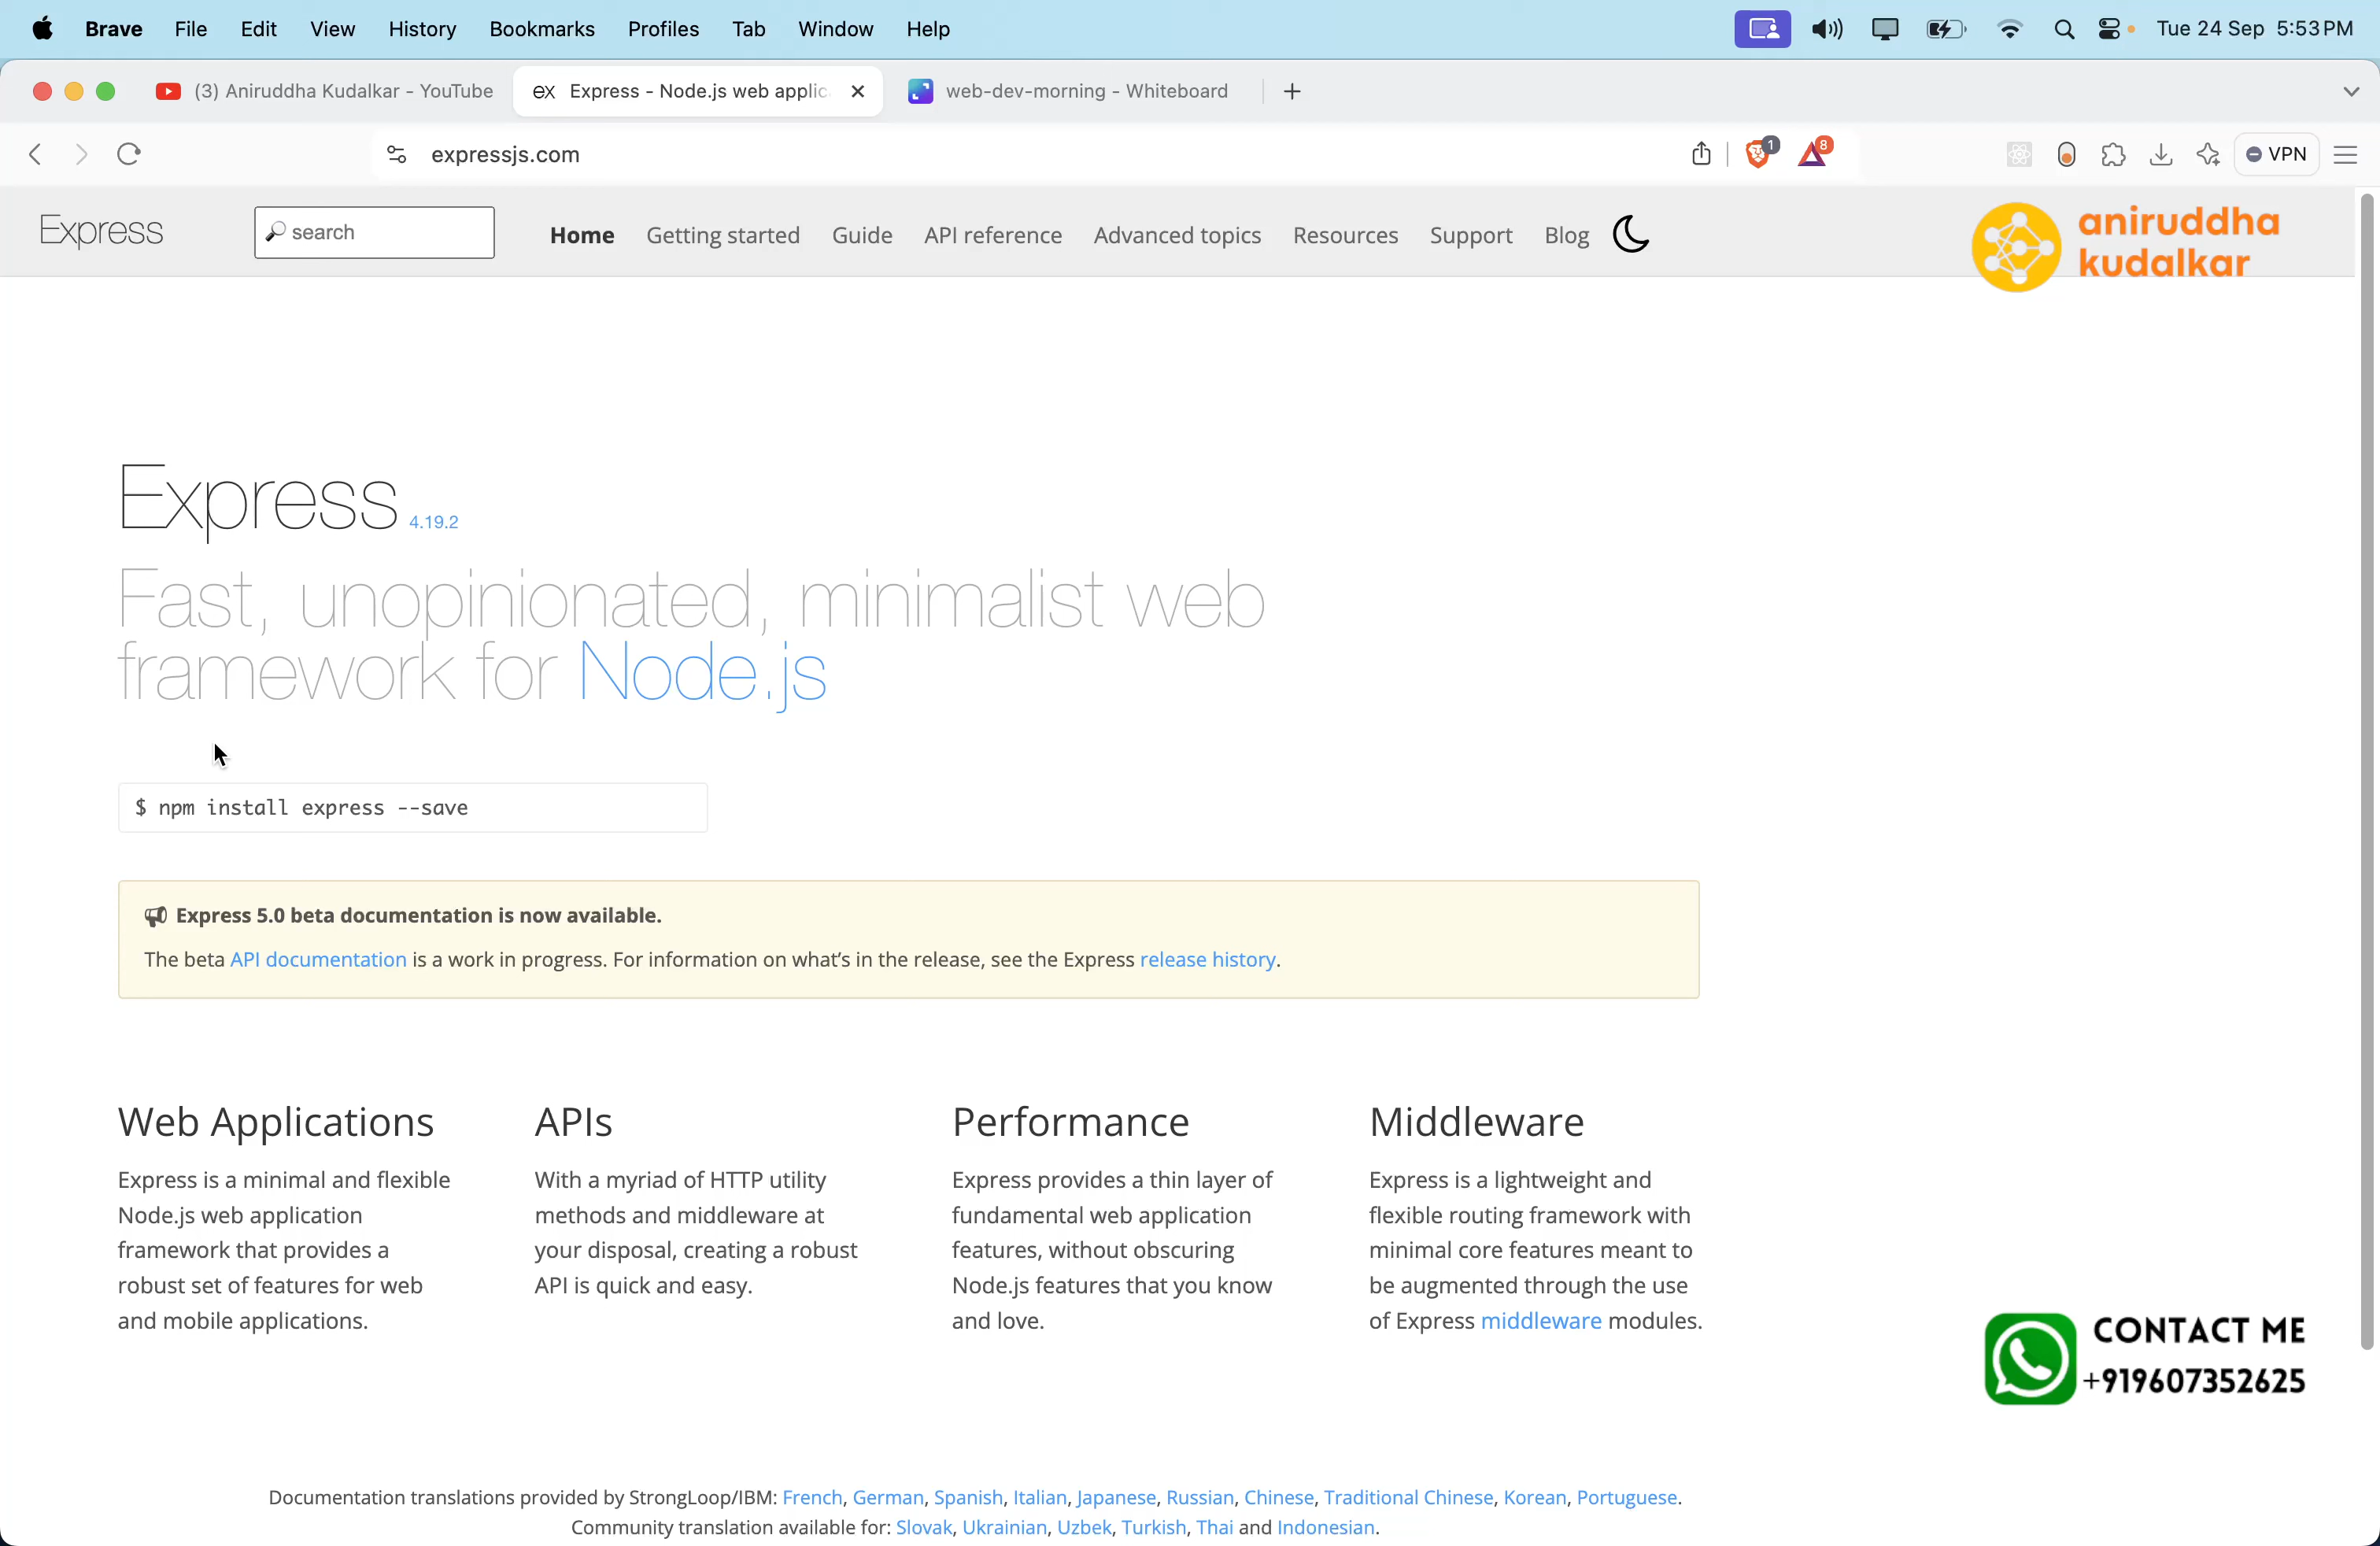 Brave File Edit View History Bookmarks Profiles Tab Window Help Tue 24 Sep 5:53 PM
(3) Aniruddha Kudalkar - YouTube ex Express - Node.js web applic web-dev-morning - Whiteboard
expressjs.com 1 8 VPN
Express search Home Getting started Guide API reference Advanced topics Resources Support Blog
aniruddha
kudalkar
Express 4.19.2
Fast, unopinionated, minimalist web
framework for Node.js
$ npm install express --save
Express 5.0 beta documentation is now available.
The beta API documentation is a work in progress. For information on what's in the release, see the Express release history.
Web Applications
Express is a minimal and flexible
Node.js web application
framework that provides a
robust set of features for web
and mobile applications.
APIs
With a myriad of HTTP utility
methods and middleware at
your disposal, creating a robust
API is quick and easy.
Performance
Express provides a thin layer of
fundamental web application
features, without obscuring
Node.js features that you know
and love.
Middleware
Express is a lightweight and
flexible routing framework with
minimal core features meant to
be augmented through the use
of Express middleware modules.
CONTACT ME
+919607352625
Documentation translations provided by StrongLoop/IBM: French, German, Spanish, Italian, Japanese, Russian, Chinese, Traditional Chinese, Korean, Portuguese.
Community translation available for: Slovak, Ukrainian, Uzbek, Turkish, Thai and Indonesian.